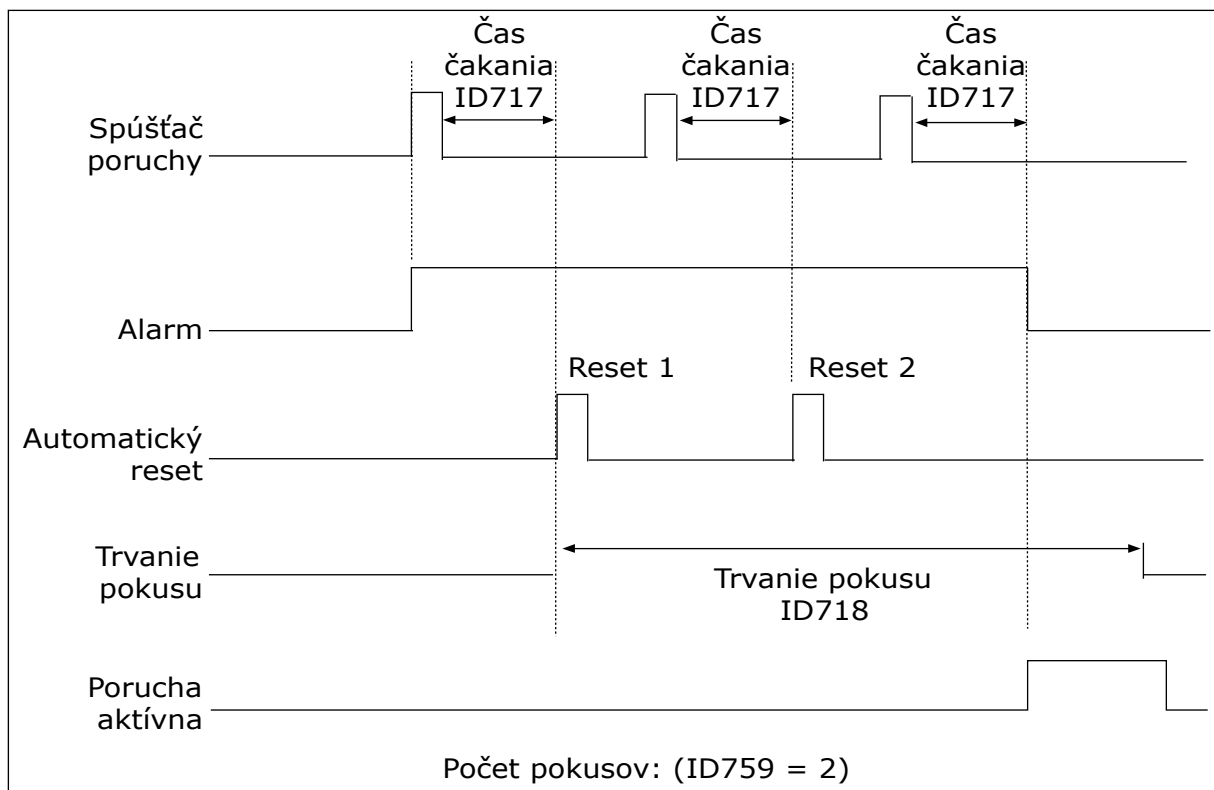 Čas
čakania
ID717
Čas
čakania
ID717
Čas
čakania
ID717
Spúšťač
poruchy
Alarm
Reset 1
Reset 2
Automatický
reset
Trvanie
pokusu
Trvanie pokusu
ID718
Porucha
aktívna
Počet pokusov: (ID759 = 2)